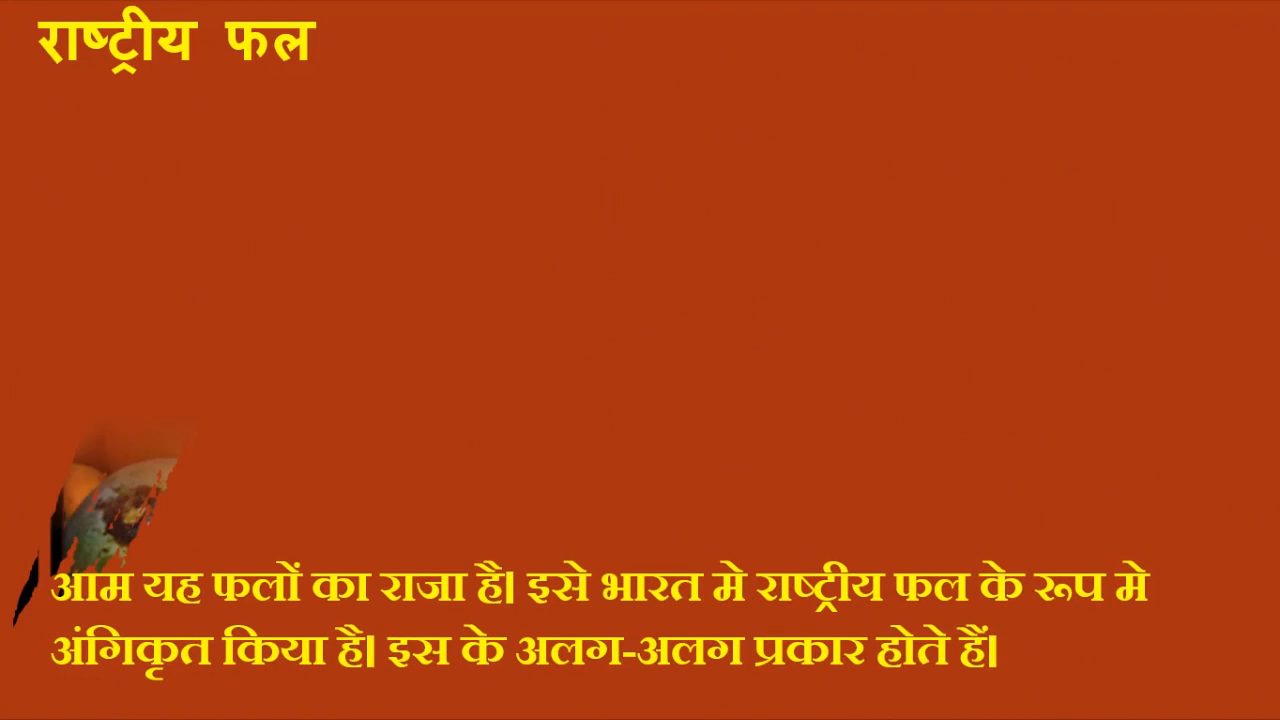 राष्ट्रीय फल
आम यह फलों का राजा है। इसे भारत मे राष्ट्रीय फल के रूप मे
अंगिकृत किया है। इस के अलग-अलग प्रकार होते हैं।